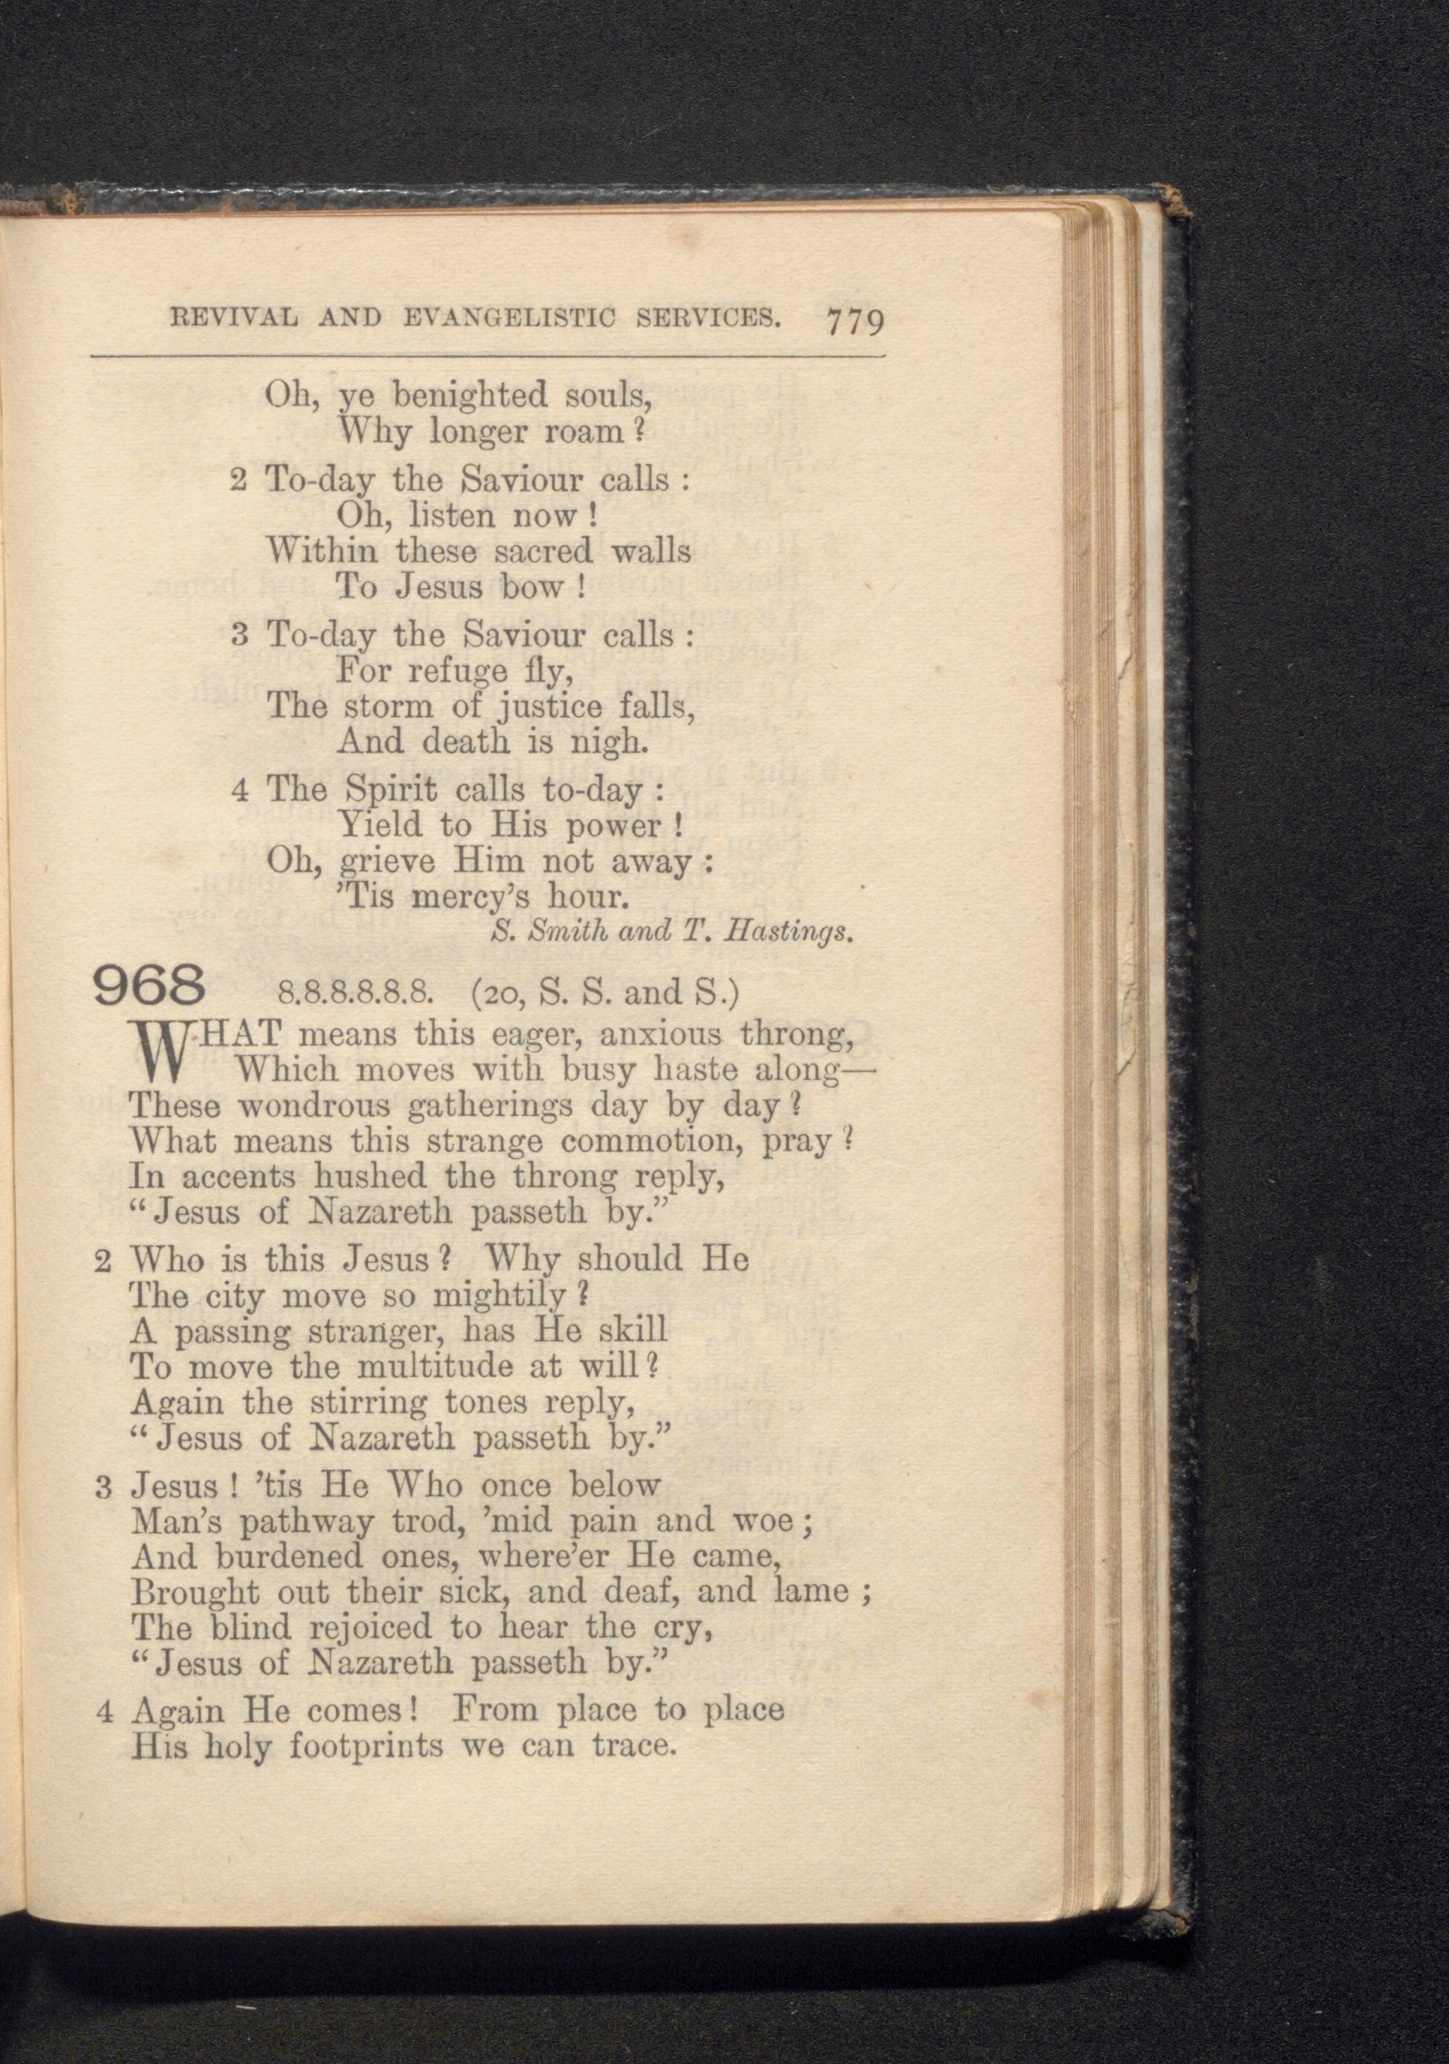 REVIVAL AND EVANGELISTIC SERVICES. 779
Oh, ye benighted souls,
Why longer roam?
2 To-day the Saviour calls:
Oh, listen now!
Within these sacred walls
To Jesus bow!
3 To-day the Saviour calls:
For refuge fly,
The storm of justice falls,
And death is nigh.
4 The Spirit calls to-day:
Yield to His power!
Oh, grieve Him not away:
’Tis mercy’s hour.
S. Smith and T. Hastings.
968 8.8.8.8.8.8. (20, S. S. and S.)
WHAT means this eager, anxious throng,
Which moves with busy haste along—
These wondrous gatherings day by day?
What means this strange commotion, pray?
In accents hushed the throng reply,
“Jesus of Nazareth passeth by.”
2 Who is this Jesus? Why should He
The city move so mightily?
A passing stranger, has He skill
To move the multitude at will?
Again the stirring tones reply,
“Jesus of Nazareth passeth by.”
3 Jesus! ’tis He Who once below
Man’s pathway trod, ’mid pain and woe;
And burdened ones, where’er He came,
Brought out their sick, and deaf, and lame;
The blind rejoiced to hear the cry,
“Jesus of Nazareth passeth by.”
4 Again He comes! From place to place
His holy footprints we can trace.